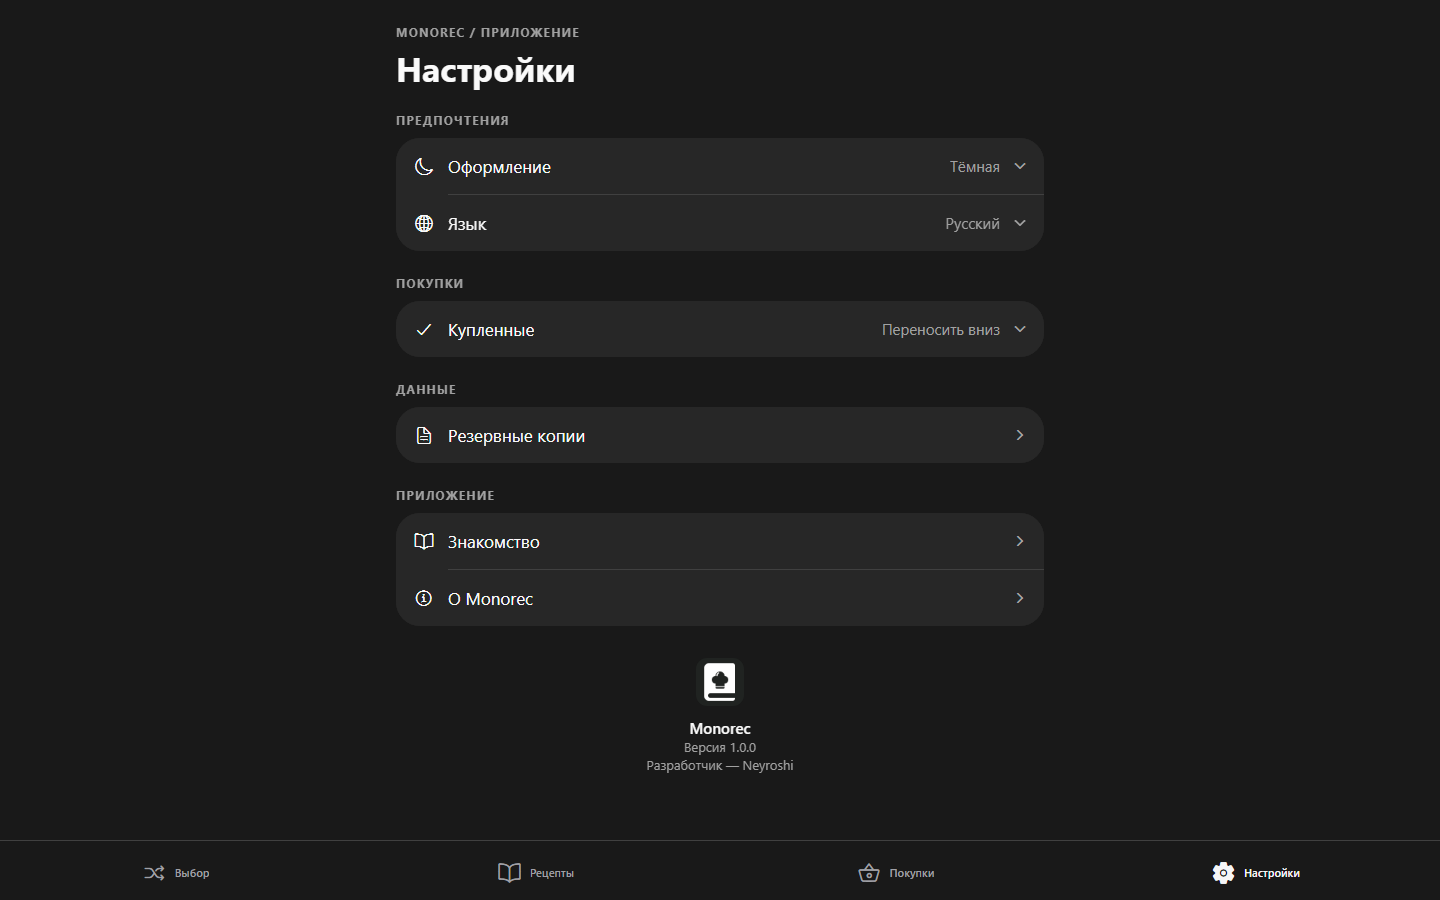 MONOREC / ПРИЛОЖЕНИЕ
Настройки
ПРЕДПОЧТЕНИЯ
Оформление Тёмная
Язык Русский
ПОКУПКИ
Купленные Переносить вниз
ДАННЫЕ
Резервные копии
ПРИЛОЖЕНИЕ
Знакомство
О Monorec
Monorec
Версия 1.0.0
Разработчик — Neyroshi
Выбор Рецепты Покупки Настройки